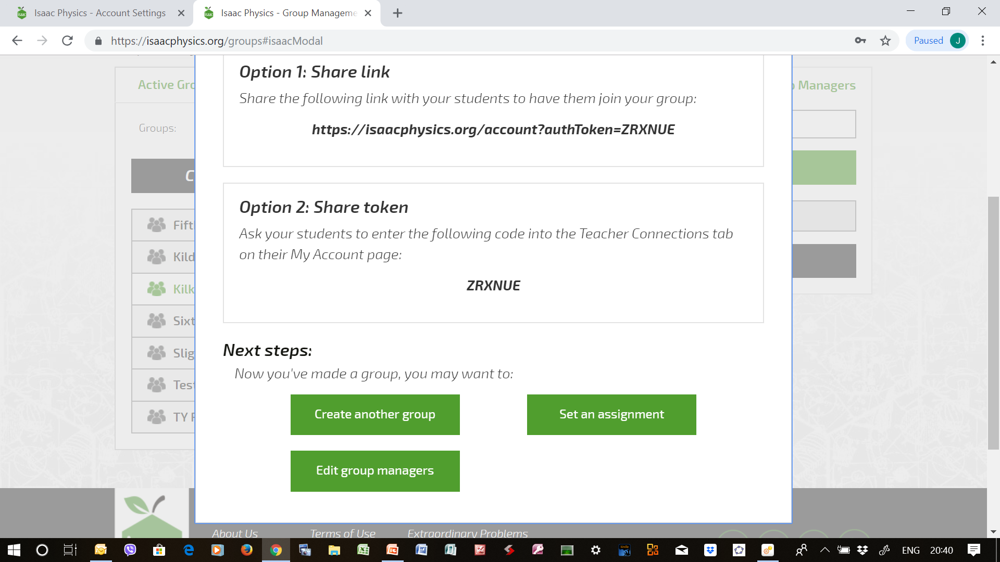 Isaac Physics - Account Settings
Isaac Physics - Group Manageme
https://isaacphysics.org/groups#isaacModal
Paused
J
Active Gro
Managers
Groups:
C
Fift
Kild
Kilk
Sixt
Slig
Test
TY
Option 1: Share link
Share the following link with your students to have them join your group:
https://isaacphysics.org/account?authToken=ZRXNUE
Option 2: Share token
Ask your students to enter the following code into the Teacher Connections tab
on their My Account page:
ZRXNUE
Next steps:
Now you've made a group, you may want to:
Create another group
Set an assignment
Edit group managers
About Us
Terms of Use
Extraordinary Problems
ENG
20:40